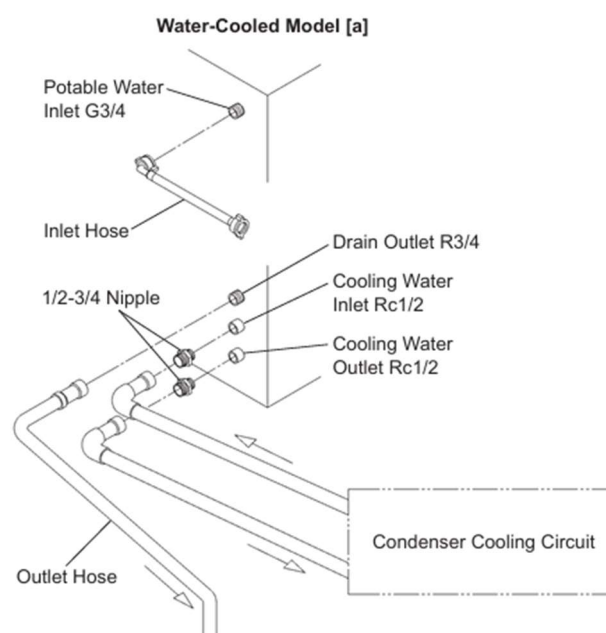 Water-Cooled Model [a]
Potable Water
Inlet G3/4
Inlet Hose
Drain Outlet R3/4
1/2-3/4 Nipple
Cooling Water
Inlet Rc1/2
Cooling Water
Outlet Rc1/2
Condenser Cooling Circuit
Outlet Hose